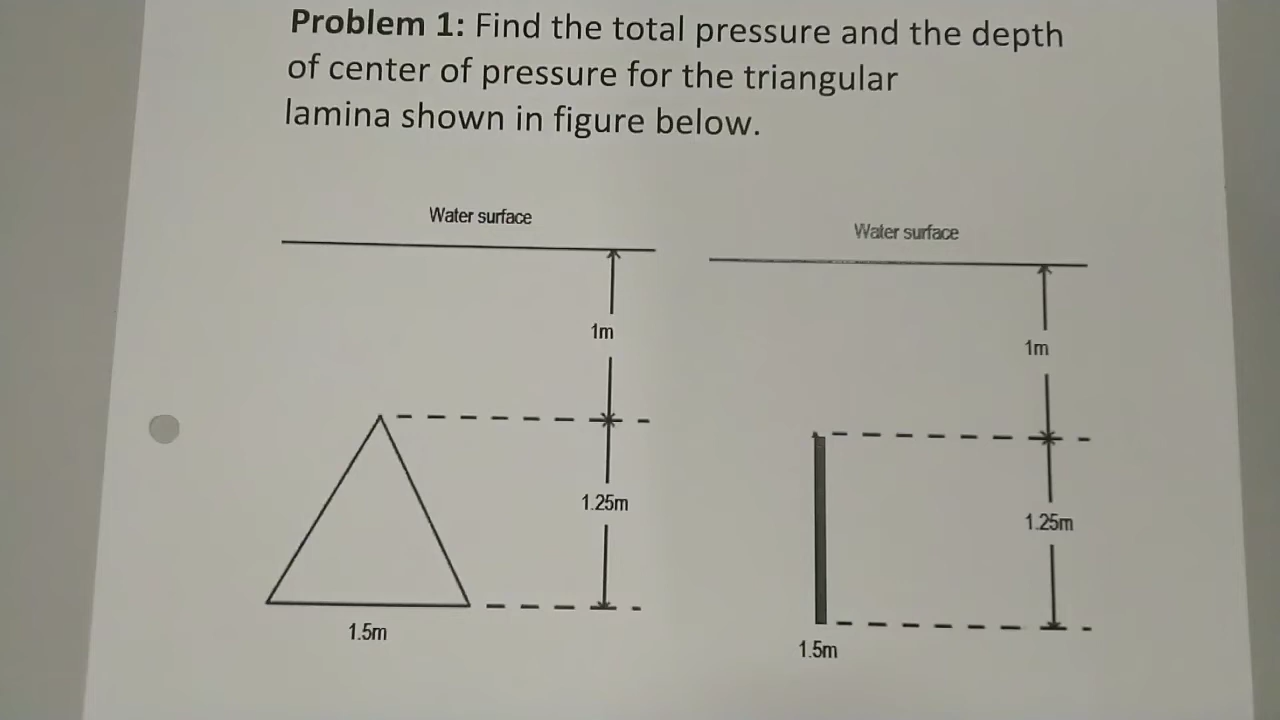 Problem 1: Find the total pressure and the depth
of center of pressure for the triangular
lamina shown in figure below.
Water surface
Water surface
1m
1m
1.25m
1.25m
1.5m
1.5m